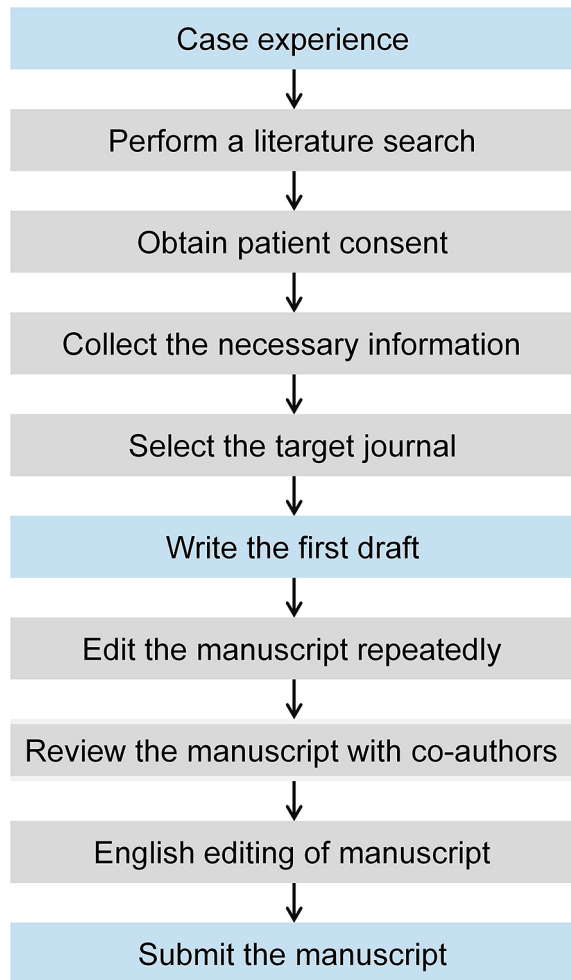 Case experience
Perform a literature search
Obtain patient consent
Collect the necessary information
Select the target journal
Write the first draft
Edit the manuscript repeatedly
Review the manuscript with co-authors
English editing of manuscript
Submit the manuscript